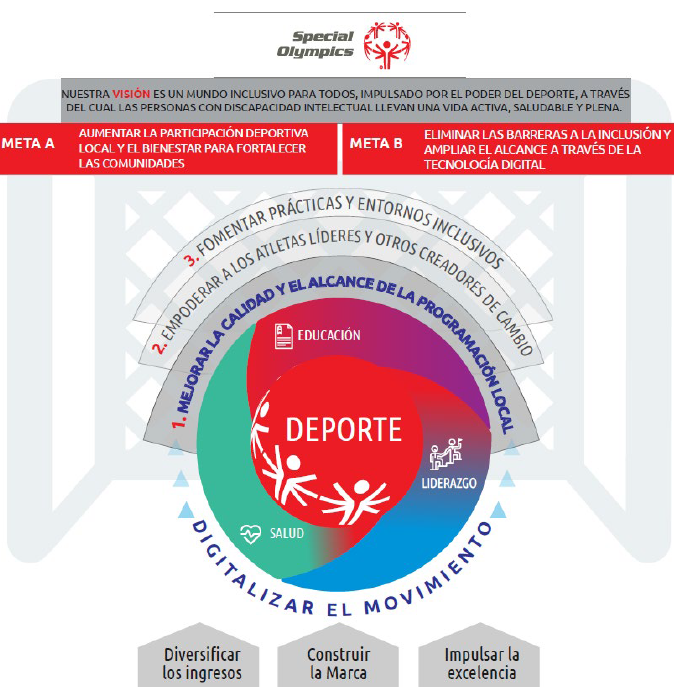 Special
Olympics
NUESTRA VISIÓN ES UN MUNDO INCLUSIVO PARA TODOS, IMPULSADO POR EL PODER DEL DEPORTE, A TRAVÉS
DEL CUAL LAS PERSONAS CON DISCAPACIDAD INTELECTUAL LLEVAN UNA VIDA ACTIVA, SALUDABLE Y PLENA.
META A
AUMENTAR LA PARTICIPACIÓN DEPORTIVA
LOCAL Y EL BIENESTAR PARA FORTALECER
LAS COMUNIDADES
META B
ELIMINAR LAS BARRERAS A LA INCLUSIÓN Y
AMPLIAR EL ALCANCE A TRAVÉS DE LA
TECNOLOGÍA DIGITAL
3. FOMENTAR PRÁCTICAS Y ENTORNOS INCLUSIVOS
2. EMPODERAR A LOS ATLETAS LÍDERES Y OTROS CREADORES DE CAMBIO
1. MEJORAR LA CALIDAD Y EL ALCANCE DE LA PROGRAMACIÓN LOCAL
EDUCACIÓN
DEPORTE
LIDERAZGO
SALUD
DIGITALIZAR EL MOVIMIENTO
Diversificar
los ingresos
Construir
la Marca
Impulsar la
excelencia